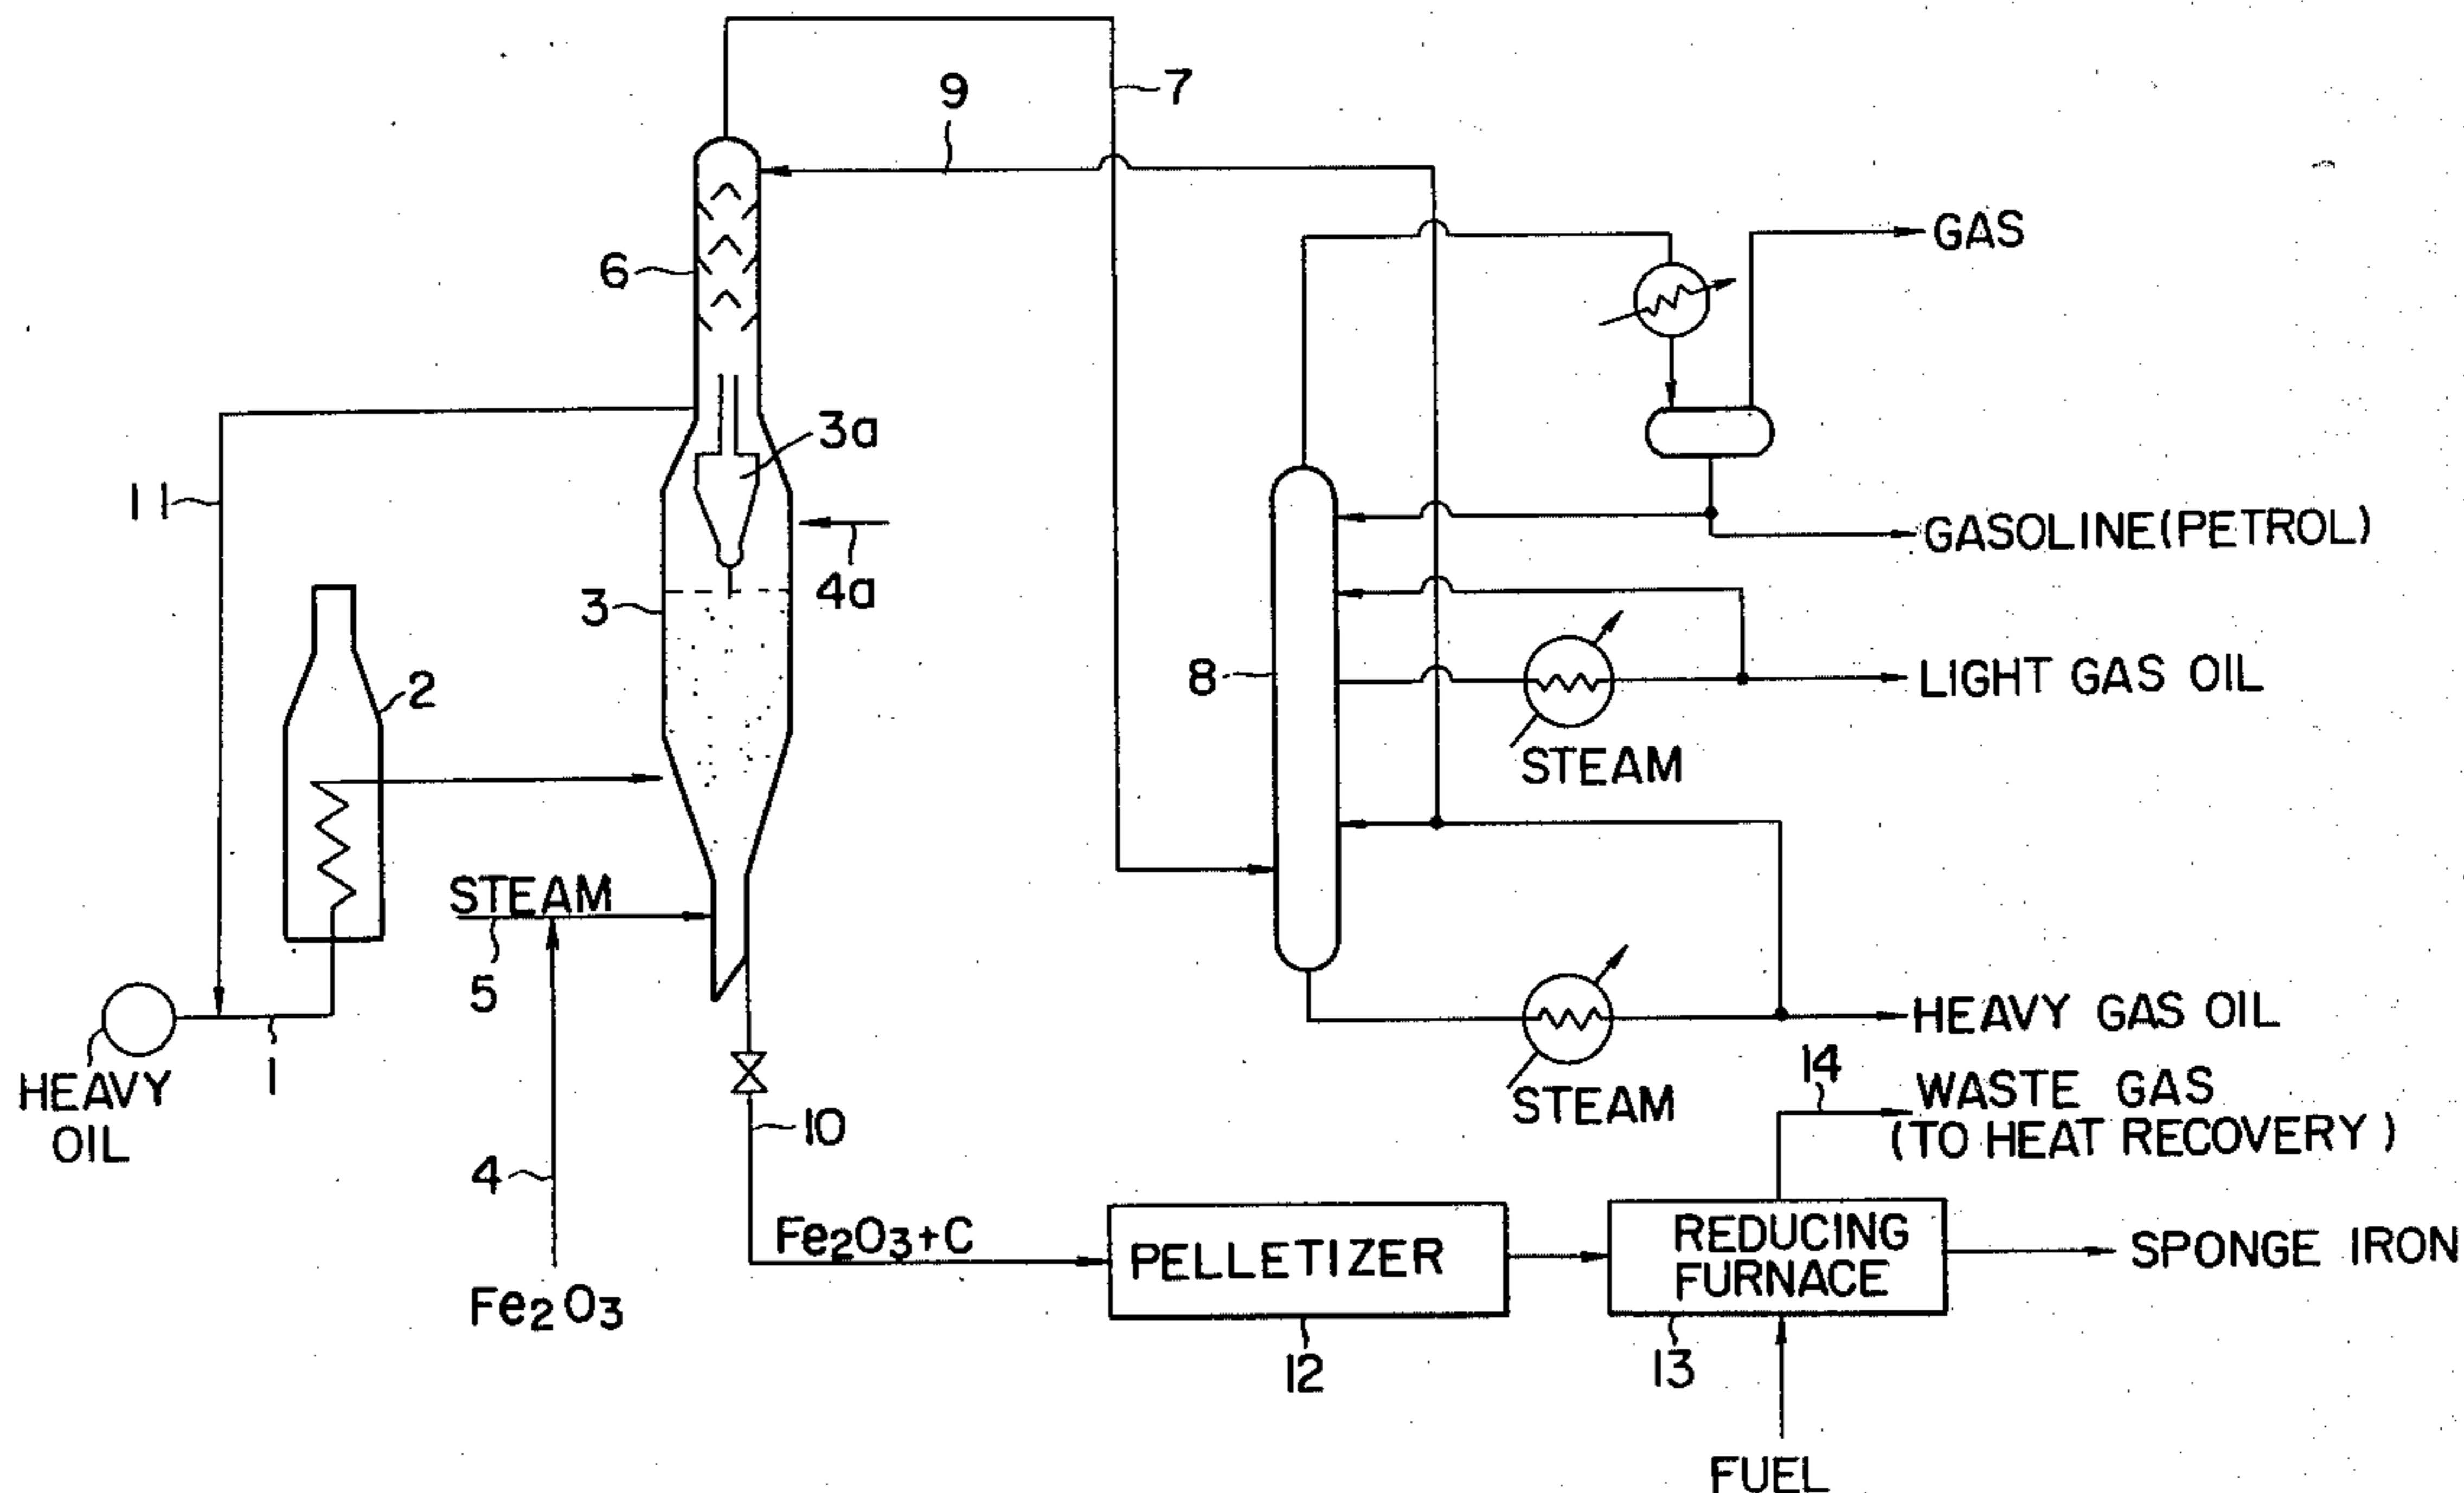 9
7
GAS
6
3a
11
GASOLINE(PETROL)
4a
3
2
8
LIGHT GAS OIL
STEAM
STEAM
5
HEAVY GAS OIL
1
HEAVY
OIL
14
WASTE GAS
(TO HEAT RECOVERY)
STEAM
10
4
Fe2O3+C
PELLETIZER
REDUCING
FURNACE
SPONGE IRON
Fe2O3
12
13
FUEL